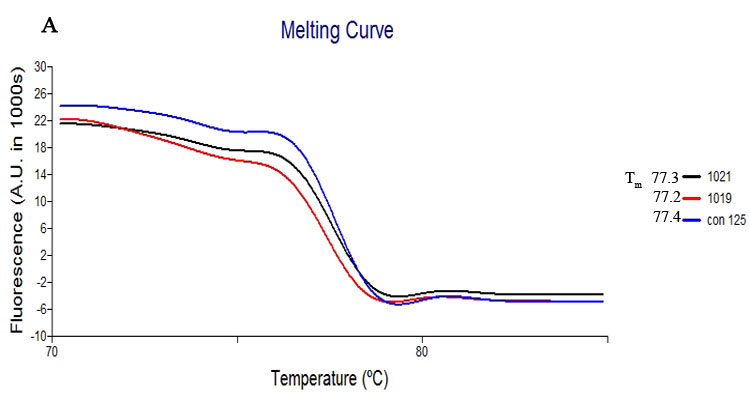 A
Melting Curve
Fluorescence (A.U. in 1000s)
30
26
22
18
14
10
6
2
-2
-6
-10
70
80
Temperature (ºC)
Tm 77.3 1021
77.2 1019
77.4 con 125